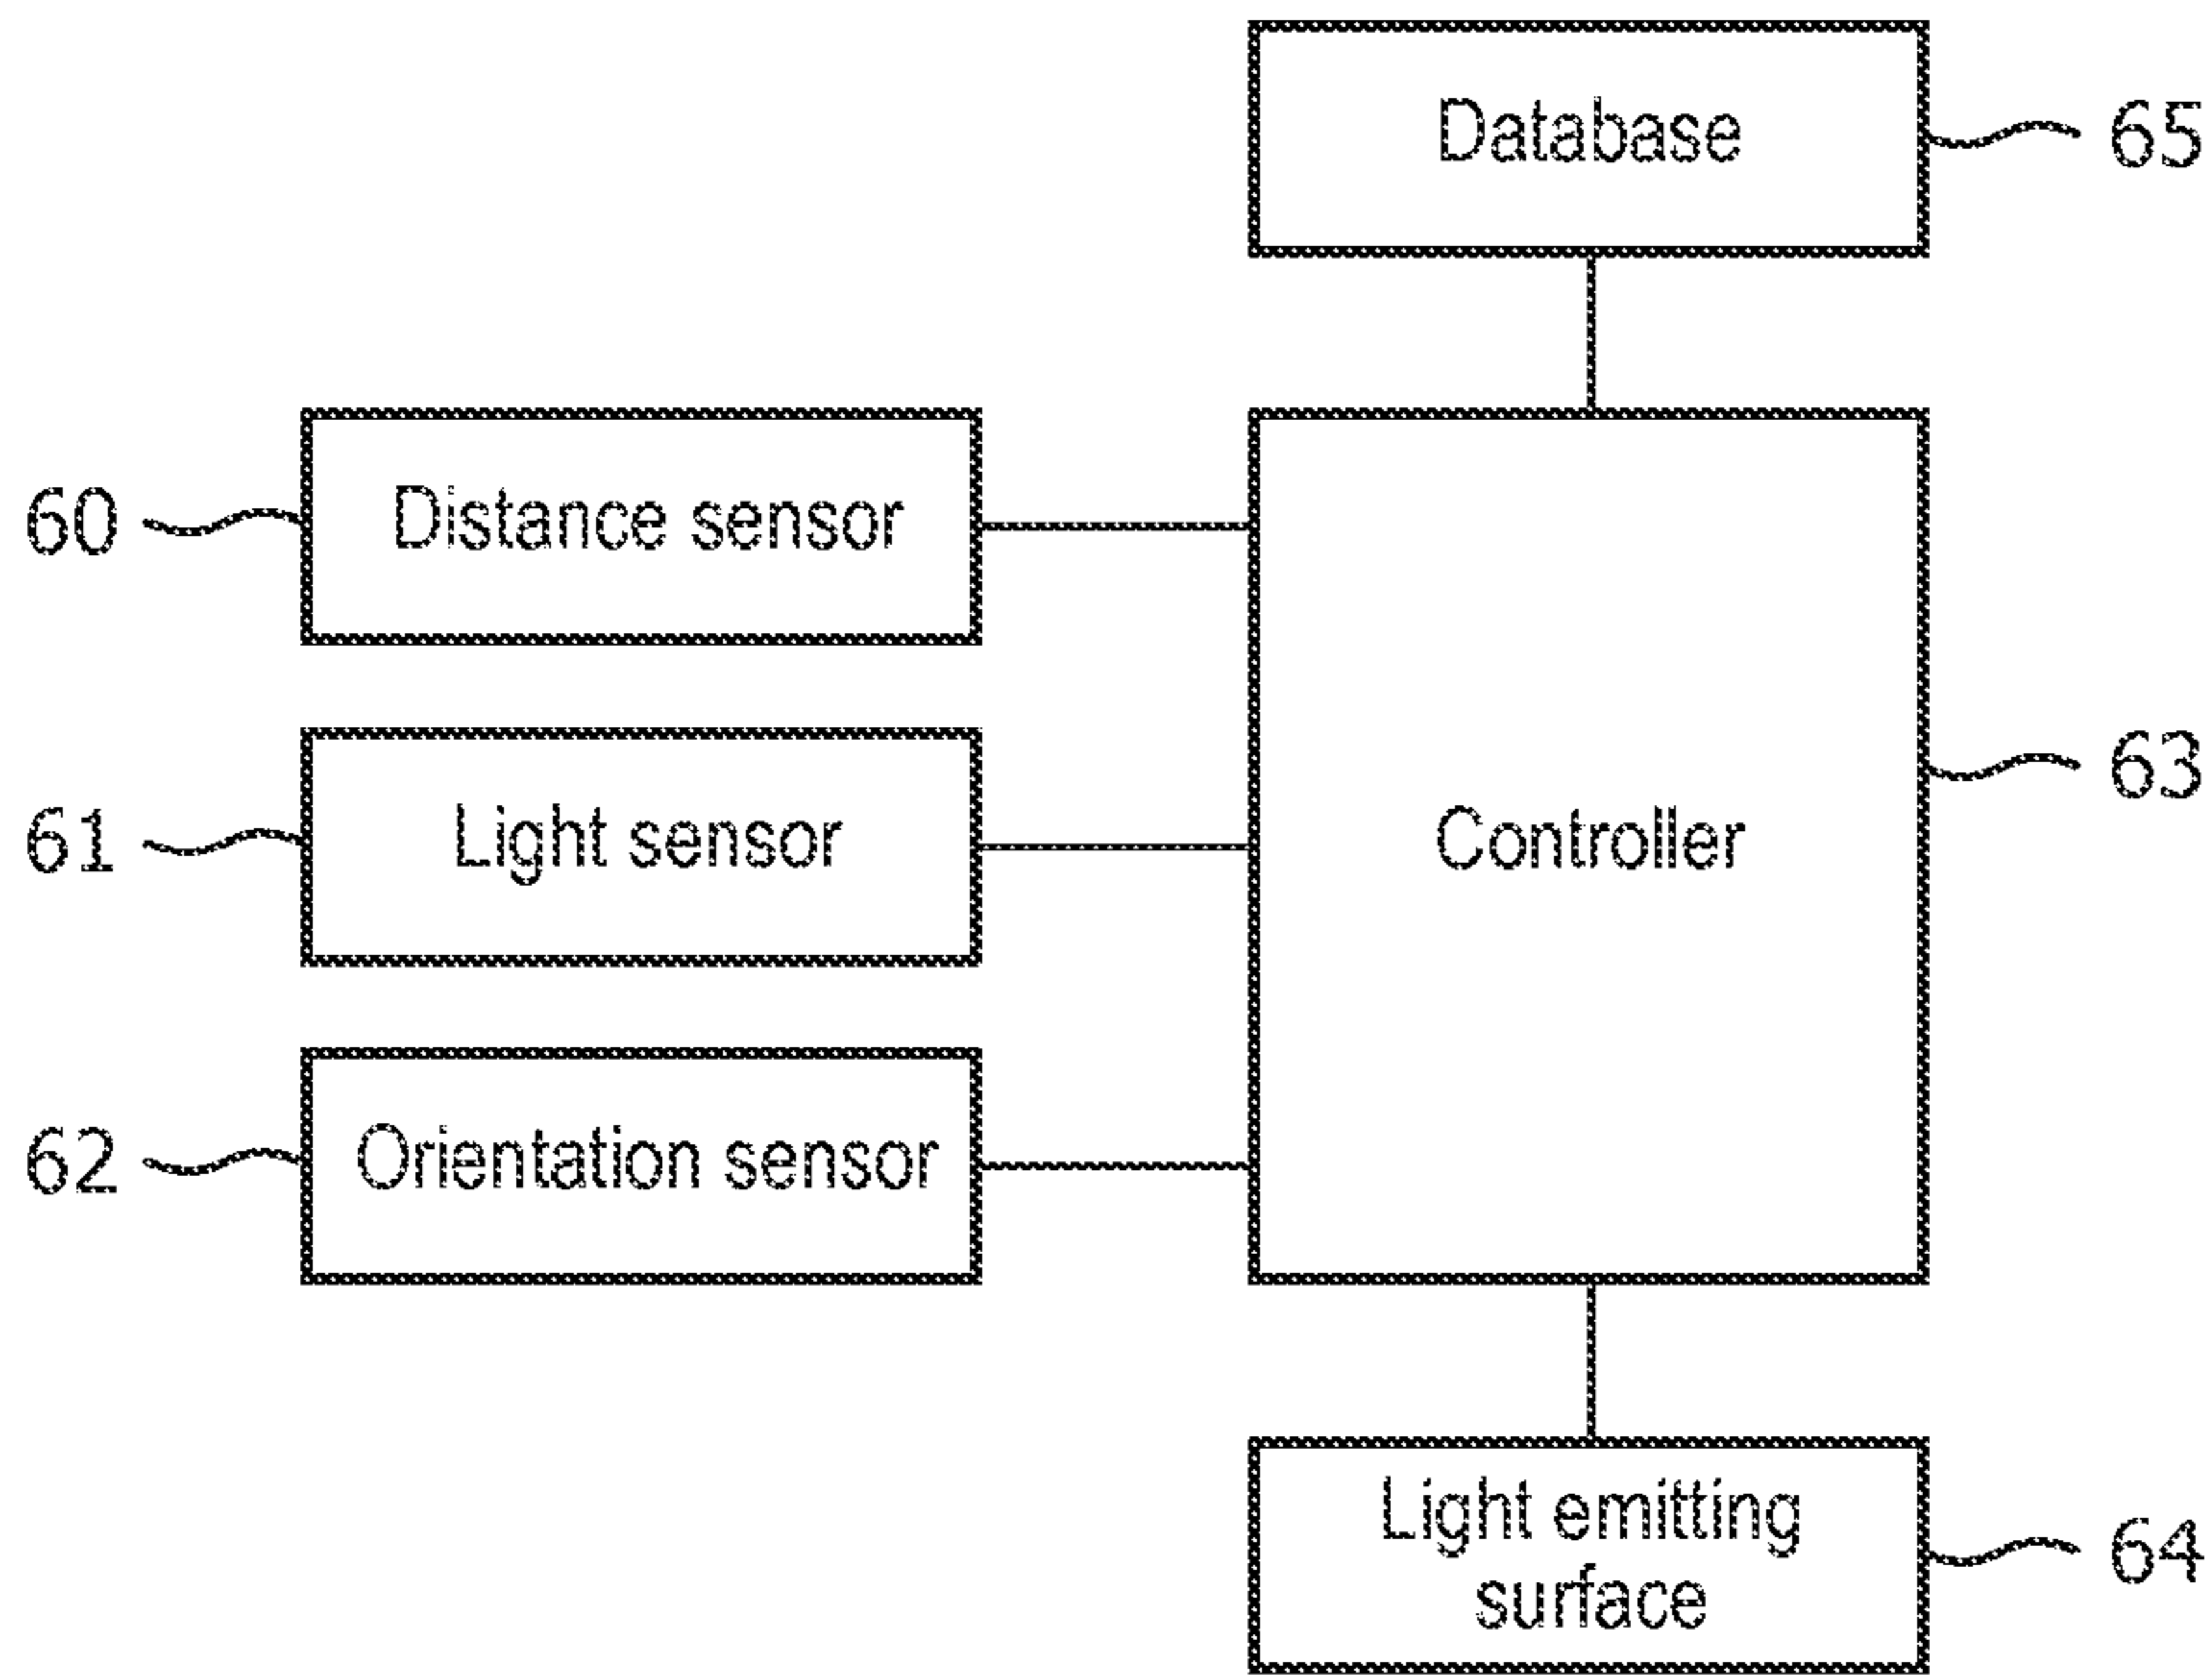 Database
65
60
Distance sensor
63
61
Light sensor
Controller
62
Orientation sensor
Light emitting
surface
64